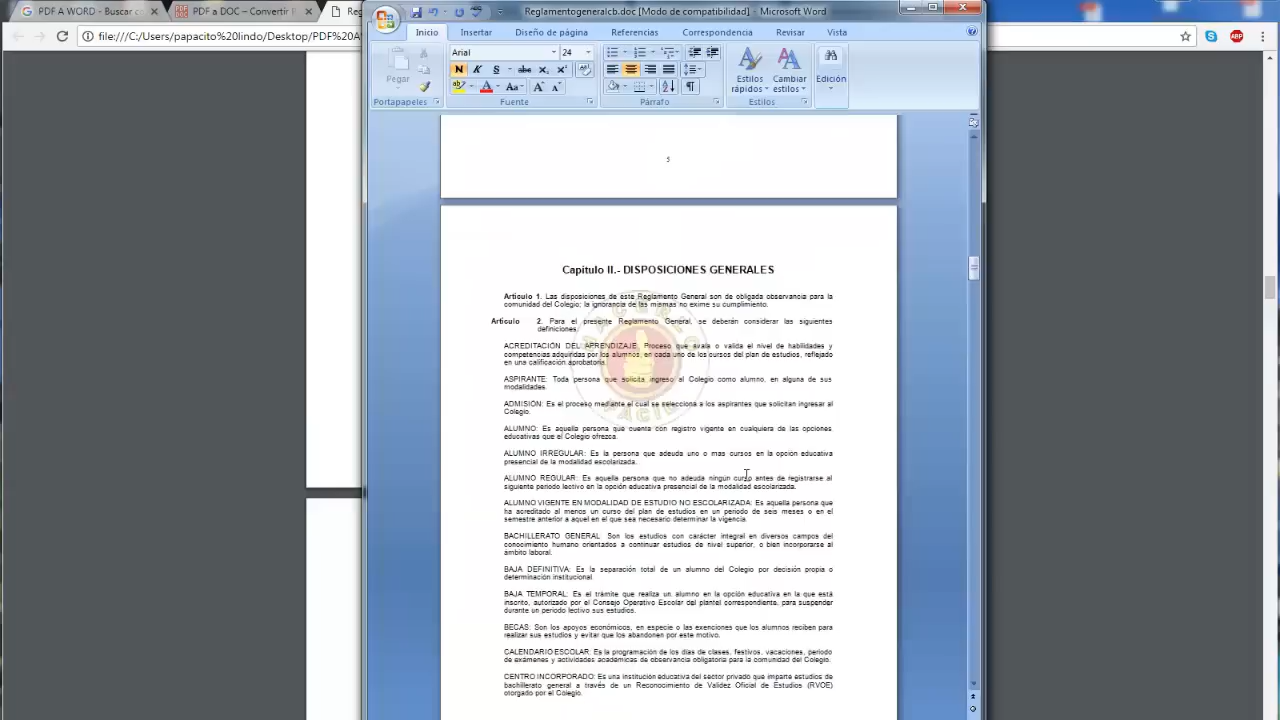 PDF A WORD - Buscar co
PDF a DOC – Convertir P
Reg
Reglamentogeneralcb.doc [Modo de compatibilidad] - Microsoft Word
file:///C:/Users/papacito%20lindo/Desktop/PDF%20A
ABP
Inicio
Insertar
Diseño de página
Referencias
Correspondencia
Revisar
Vista
Pegar
Arial
24
Estilos rápidos
Cambiar estilos
Edición
Portapapeles
Fuente
Párrafo
Estilos
5
Capítulo II.- DISPOSICIONES GENERALES
Artículo 1. Las disposiciones de este Reglamento General son de obligada observancia para la
comunidad del Colegio; la ignorancia de las mismas no exime su cumplimiento.
Artículo 2. Para el presente Reglamento General, se deberán considerar las siguientes
definiciones:
ACREDITACIÓN DEL APRENDIZAJE: Proceso que avala o valida el nivel de habilidades y
competencias adquiridas por los alumnos, en cada uno de los cursos del plan de estudios, reflejado
en una calificación aprobatoria.
ASPIRANTE: Toda persona que solicita ingreso al Colegio como alumno, en alguna de sus
modalidades.
ADMISIÓN: Es el proceso mediante el cual se selecciona a los aspirantes que solicitan ingresar al
Colegio.
ALUMNO: Es aquella persona que cuenta con registro vigente en cualquiera de las opciones
educativas que el Colegio ofrezca.
ALUMNO IRREGULAR: Es la persona que adeuda uno o mas cursos en la opción educativa
presencial de la modalidad escolarizada.
ALUMNO REGULAR: Es aquella persona que no adeuda ningún curso antes de registrarse al
siguiente periodo lectivo en la opción educativa presencial de la modalidad escolarizada.
ALUMNO VIGENTE EN MODALIDAD DE ESTUDIO NO ESCOLARIZADA: Es aquella persona que
ha acreditado al menos un curso del plan de estudios en un periodo de seis meses o en el
semestre anterior a aquel en el que sea necesario determinar la vigencia.
BACHILLERATO GENERAL Son los estudios con carácter integral en diversos campos del
conocimiento humano orientados a continuar estudios de nivel superior, o bien incorporarse al
ámbito laboral.
BAJA DEFINITIVA: Es la separación total de un alumno del Colegio por decisión propia o
determinación institucional
BAJA TEMPORAL: Es el trámite que realiza un alumno en la opción educativa en la que está
inscrito, autorizado por el Consejo Operativo Escolar del plantel correspondiente, para suspender
durante un periodo lectivo sus estudios.
BECAS: Son los apoyos económicos, en especie o las exenciones que los alumnos reciben para
realizar sus estudios y evitar que los abandonen por este motivo.
CALENDARIO ESCOLAR: Es la programación de los días de clases, festivos, vacaciones, periodo
de exámenes y actividades académicas de observancia obligatoria para la comunidad del Colegio.
CENTRO INCORPORADO: Es una institución educativa del sector privado que imparte estudios de
bachillerato general a través de un Reconocimiento de Validez Oficial de Estudios (RVOE)
otorgado por el Colegio.